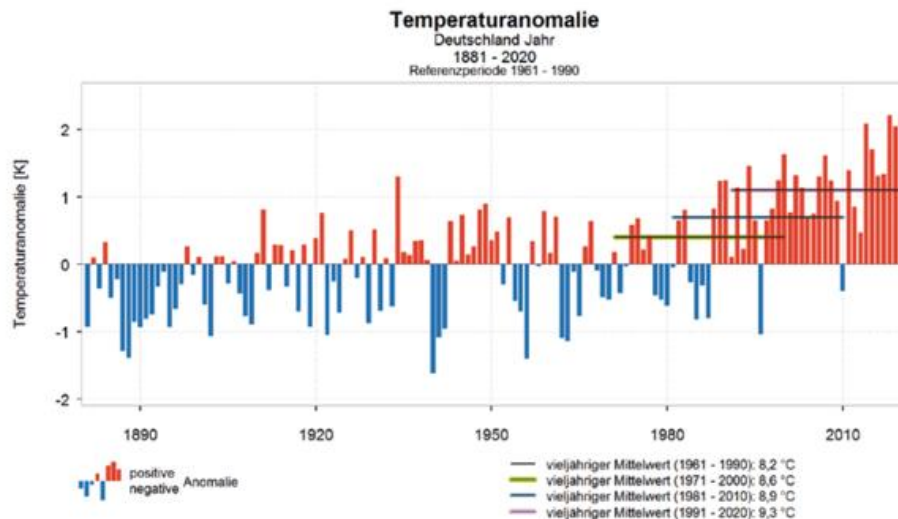 Temperaturanomalie
Deutschland Jahr
1881 - 2020
Referenzperiode 1961 - 1990
Temperaturanomalie [K]
2
1
0
-1
-2
1890 1920 1950 1980 2010
positive
negative Anomalie
vieljähriger Mittelwert (1961 - 1990): 8,2 °C
vieljähriger Mittelwert (1971 - 2000): 8,6 °C
vieljähriger Mittelwert (1981 - 2010): 8,9 °C
vieljähriger Mittelwert (1991 - 2020): 9,3 °C